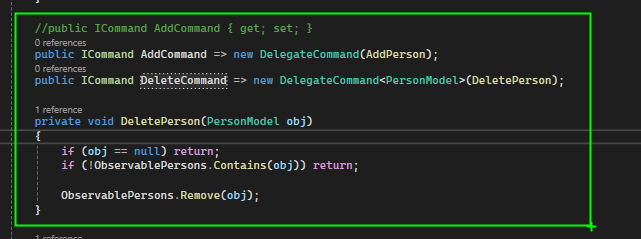 //public ICommand AddCommand { get; set; }
0 references
public ICommand AddCommand => new DelegateCommand(AddPerson);
0 references
public ICommand DeleteCommand => new DelegateCommand<PersonModel>(DeletePerson);
1 reference
private void DeletePerson(PersonModel obj)
{
if (obj == null) return;
if (!ObservablePersons.Contains(obj)) return;
ObservablePersons.Remove(obj);
}
1 reference